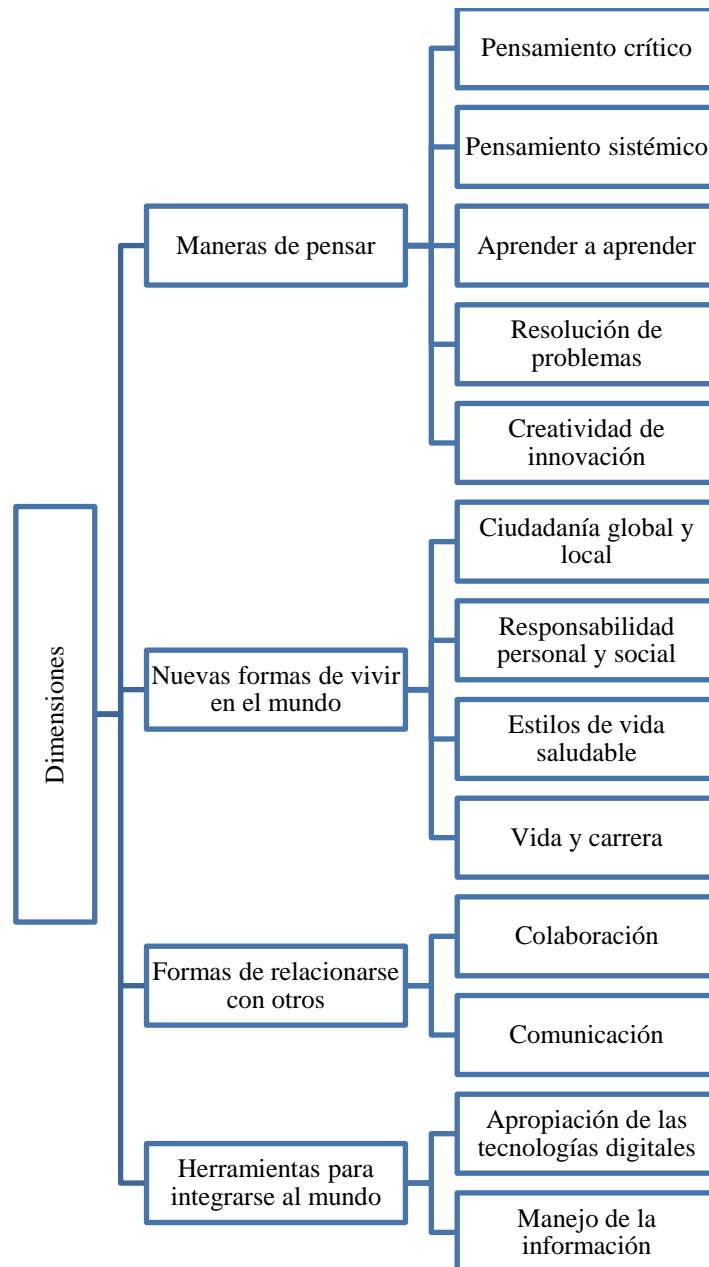 Dimensiones
Maneras de pensar
Pensamiento crítico
Pensamiento sistémico
Aprender a aprender
Resolución de
problemas
Creatividad de
innovación
Nuevas formas de vivir
en el mundo
Ciudadanía global y
local
Responsabilidad
personal y social
Estilos de vida
saludable
Vida y carrera
Formas de relacionarse
con otros
Colaboración
Comunicación
Herramientas para
integrarse al mundo
Apropiación de las
tecnologías digitales
Manejo de la
información